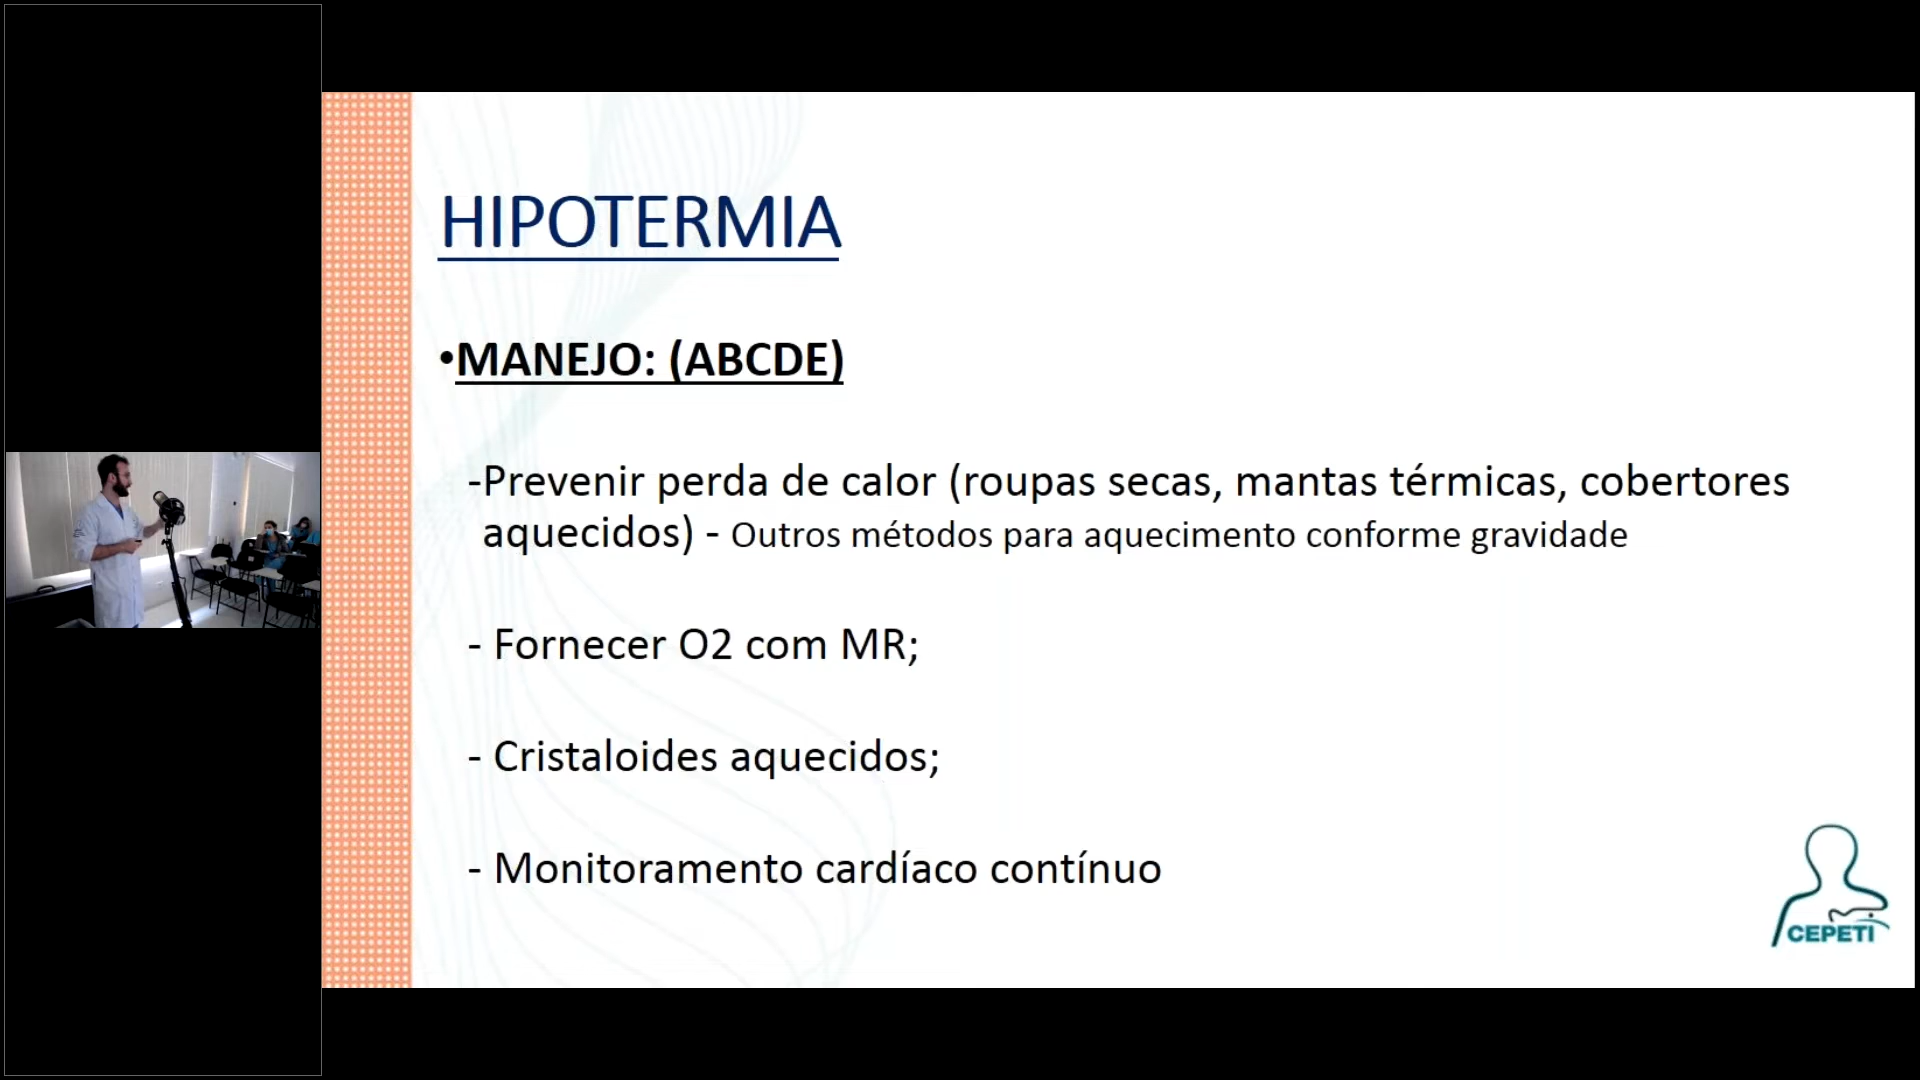 HIPOTERMIA
•MANEJO: (ABCDE)
-Prevenir perda de calor (roupas secas, mantas térmicas, cobertores
aquecidos) - Outros métodos para aquecimento conforme gravidade
- Fornecer O2 com MR;
- Cristaloides aquecidos;
- Monitoramento cardíaco contínuo
CEPETI